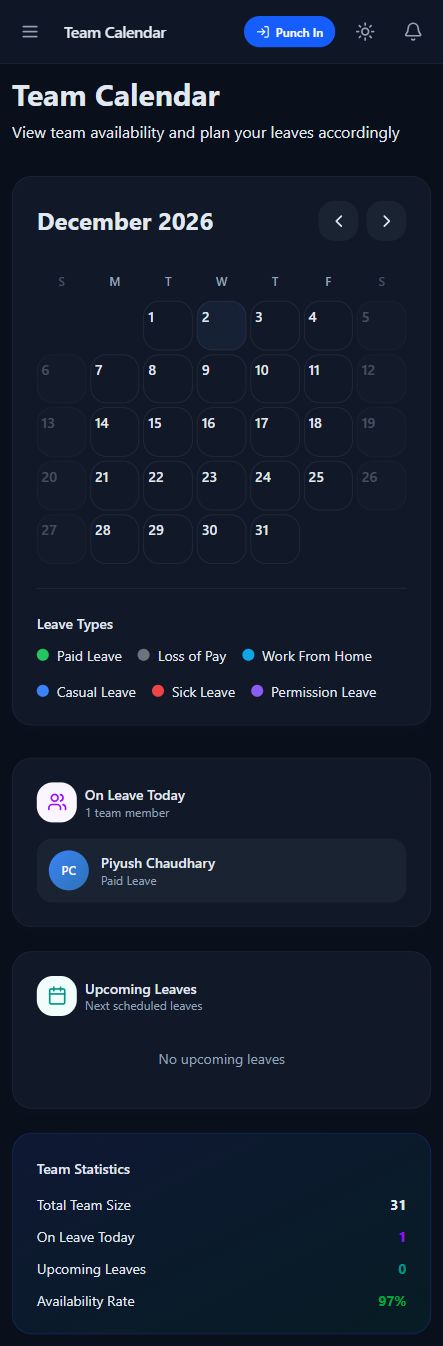 Team Calendar
Punch In
Team Calendar
View team availability and plan your leaves accordingly
December 2026
S M T W T F S
1 2 3 4 5
6 7 8 9 10 11 12
13 14 15 16 17 18 19
20 21 22 23 24 25 26
27 28 29 30 31
Leave Types
Paid Leave Loss of Pay Work From Home
Casual Leave Sick Leave Permission Leave
On Leave Today
1 team member
PC
Piyush Chaudhary
Paid Leave
Upcoming Leaves
Next scheduled leaves
No upcoming leaves
Team Statistics
Total Team Size 31
On Leave Today 1
Upcoming Leaves 0
Availability Rate 97%